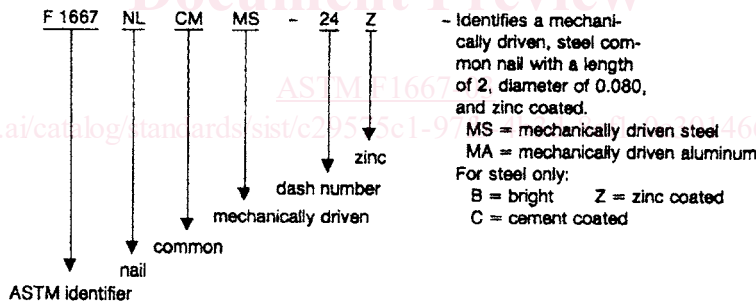 Document Preview
F 1667 NL CM MS - 24 Z
– Identifies a mechani-
cally driven, steel com-
mon nail with a length
of 2, diameter of 0.080,
and zinc coated.
MS = mechanically driven steel
MA = mechanically driven aluminum
For steel only:
B = bright Z = zinc coated
C = cement coated
zinc
dash number
mechanically driven
common
nail
ASTM identifier